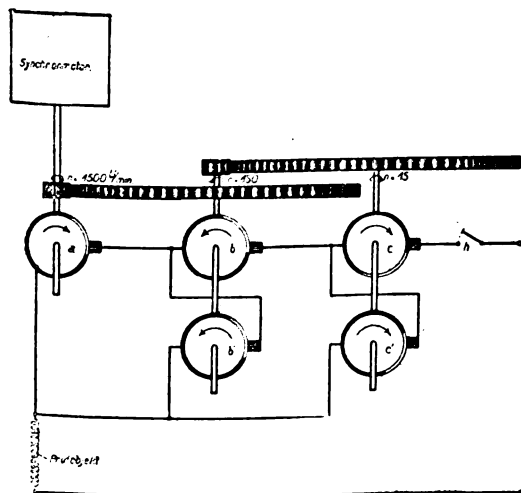 Synchronmotor
n=1500 U/min
n=150
n=15
a
b
c
h
b'
c'
Prüfobjekt